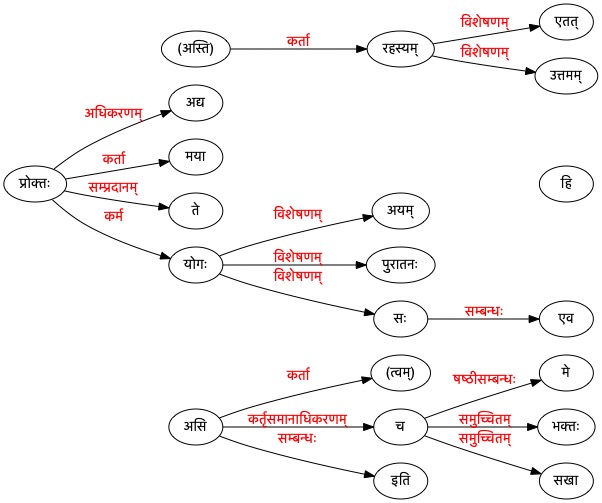 (अस्ति) कर्ता रहस्यम् विशेषणम् एतत्
विशेषणम् उत्तमम्
अधिकरणम् अद्य
प्रोक्तः कर्ता मया
सम्प्रदानम् ते
कर्म योगः
हि
विशेषणम् अयम्
विशेषणम् पुरातनः
विशेषणम् सः सम्बन्धः एव
असि कर्ता (त्वम्)
कर्तृसमानाधिकरणम् च
सम्बन्धः इति
षष्ठीसम्बन्धः मे
समुच्चितम् भक्तः
समुच्चितम् सखा